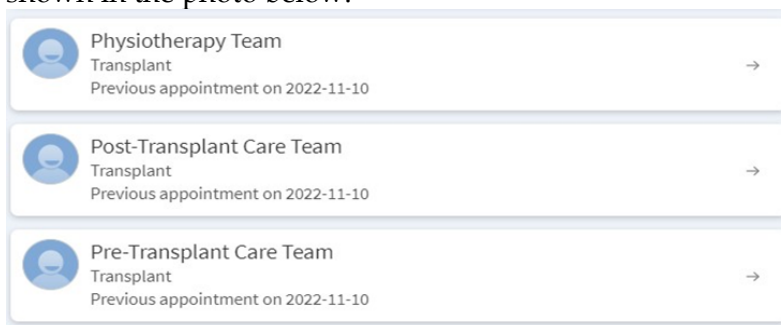 shown in the photo below:
Physiotherapy Team
Transplant
Previous appointment on 2022-11-10
Post-Transplant Care Team
Transplant
Previous appointment on 2022-11-10
Pre-Transplant Care Team
Transplant
Previous appointment on 2022-11-10